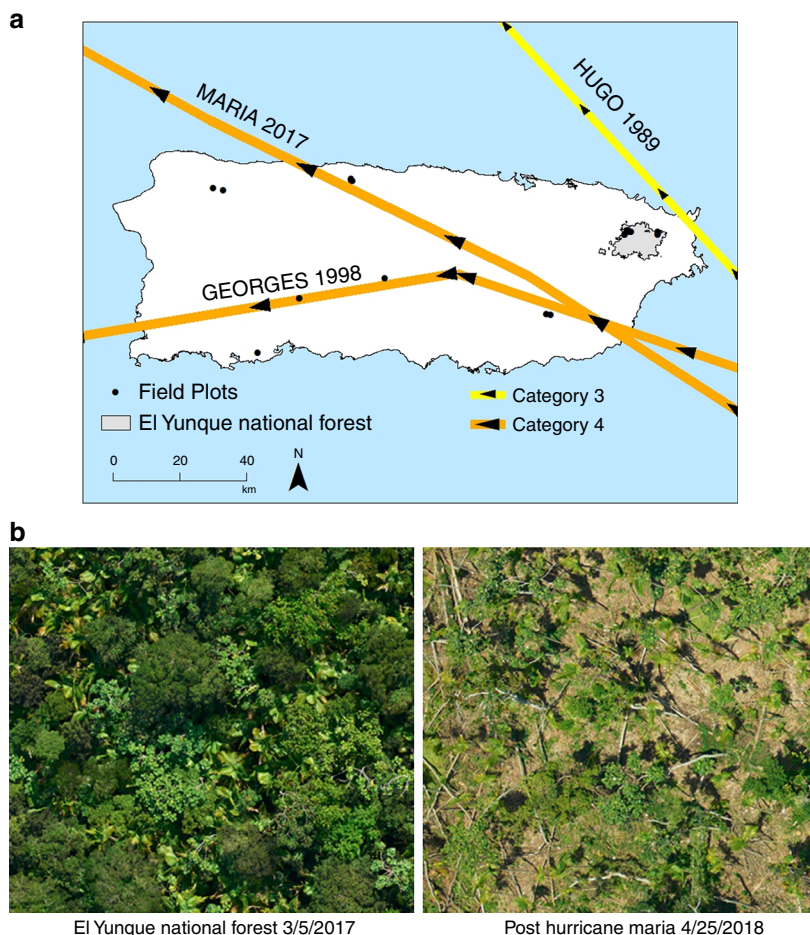 a
MARIA 2017
HUGO 1989
GEORGES 1998
Field Plots
El Yunque national forest
Category 3
Category 4
0 20 40
km
N
b
El Yunque national forest 3/5/2017
Post hurricane maria 4/25/2018